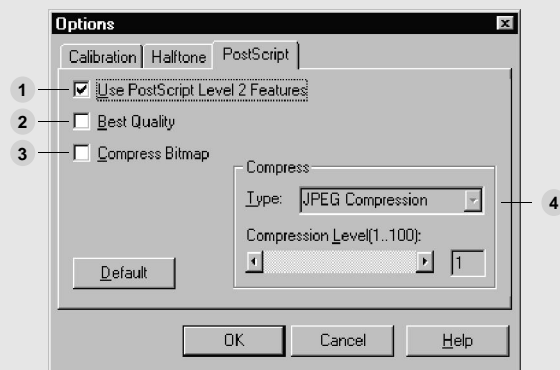 Options
Calibration Halftone PostScript
1 Use PostScript Level 2 Features
2 Best Quality
3 Compress Bitmap
Compress
Type: JPEG Compression 4
Compression Level(1..100):
1
Default
OK Cancel Help